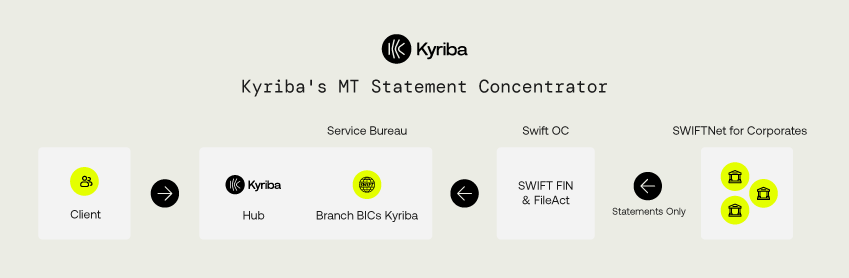 Kyriba
Kyriba's MT Statement Concentrator
Service Bureau
Swift OC
SWIFTNet for Corporates
Client
Kyriba
Hub
SWIFT
Branch BICs Kyriba
SWIFT FIN
& FileAct
Statements Only